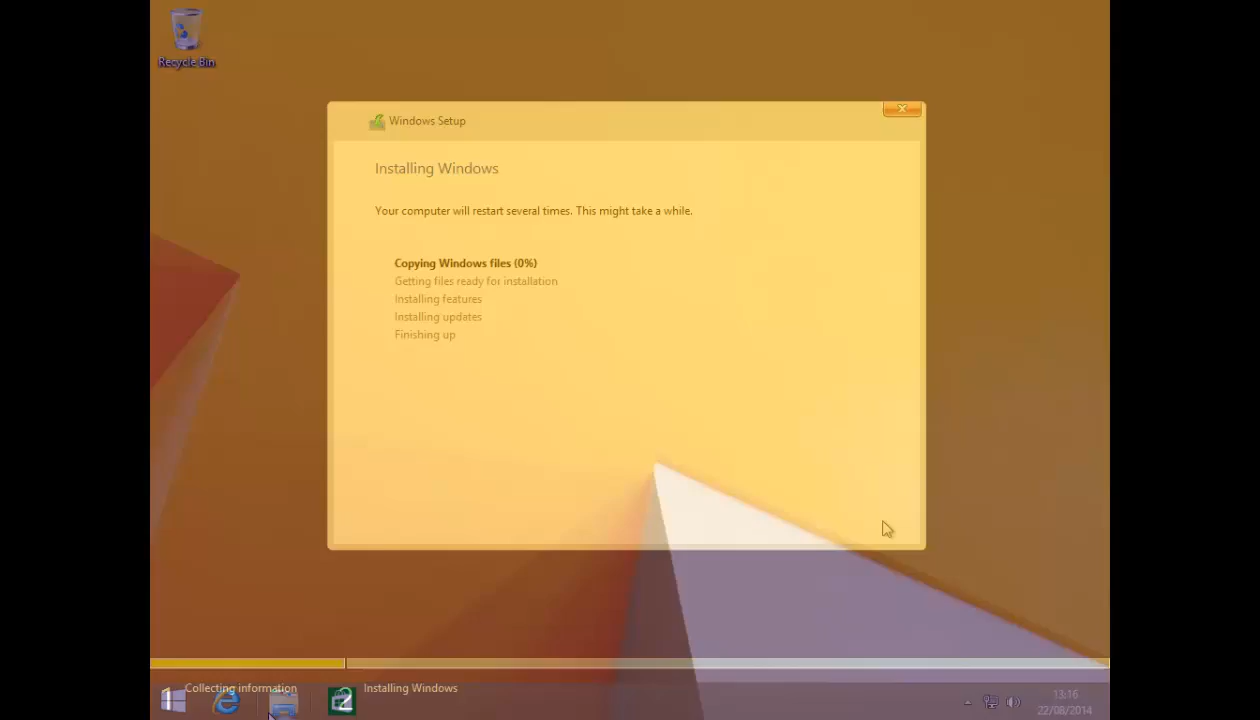 Recycle Bin
Windows Setup
Installing Windows
Your computer will restart several times. This might take a while.
Copying Windows files (0%)
Getting files ready for installation
Installing features
Installing updates
Finishing up
1 Collecting information
2 Installing Windows
13:16
22/08/2014